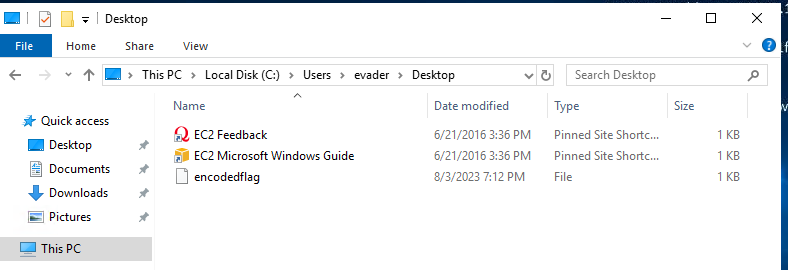 Desktop
File Home Share View
This PC Local Disk (C:) Users evader Desktop Search Desktop
Name Date modified Type Size
Quick access
Desktop
Documents
Downloads
Pictures
This PC
EC2 Feedback 6/21/2016 3:36 PM Pinned Site Shortc... 1 KB
EC2 Microsoft Windows Guide 6/21/2016 3:36 PM Pinned Site Shortc... 1 KB
encodedflag 8/3/2023 7:12 PM File 1 KB